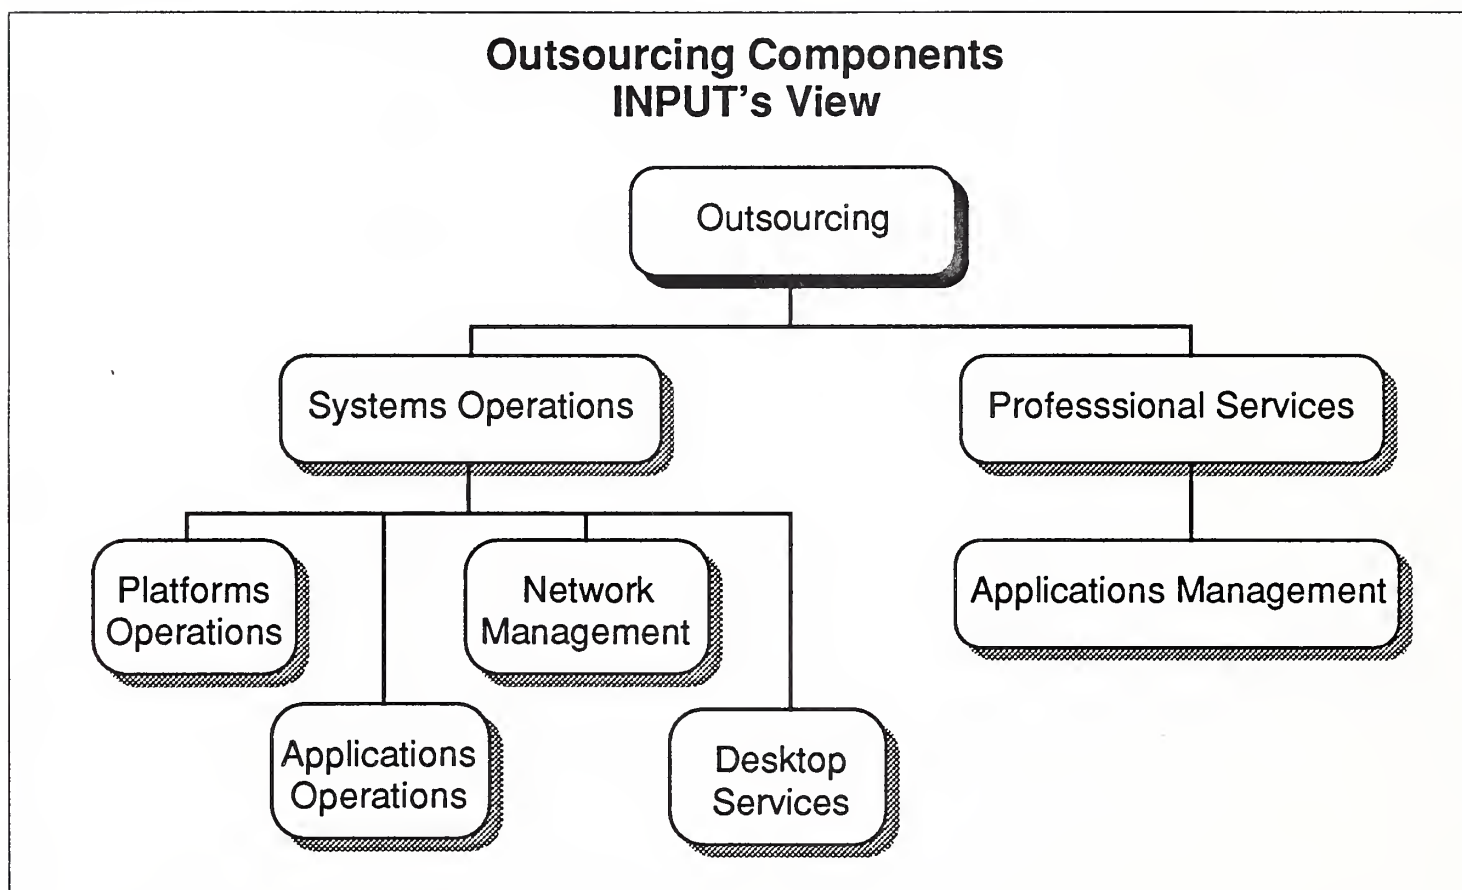 Outsourcing Components
INPUT's View
Outsourcing
Systems Operations
Professsional Services
Platforms
Operations
Network
Management
Applications Management
Applications
Operations
Desktop
Services